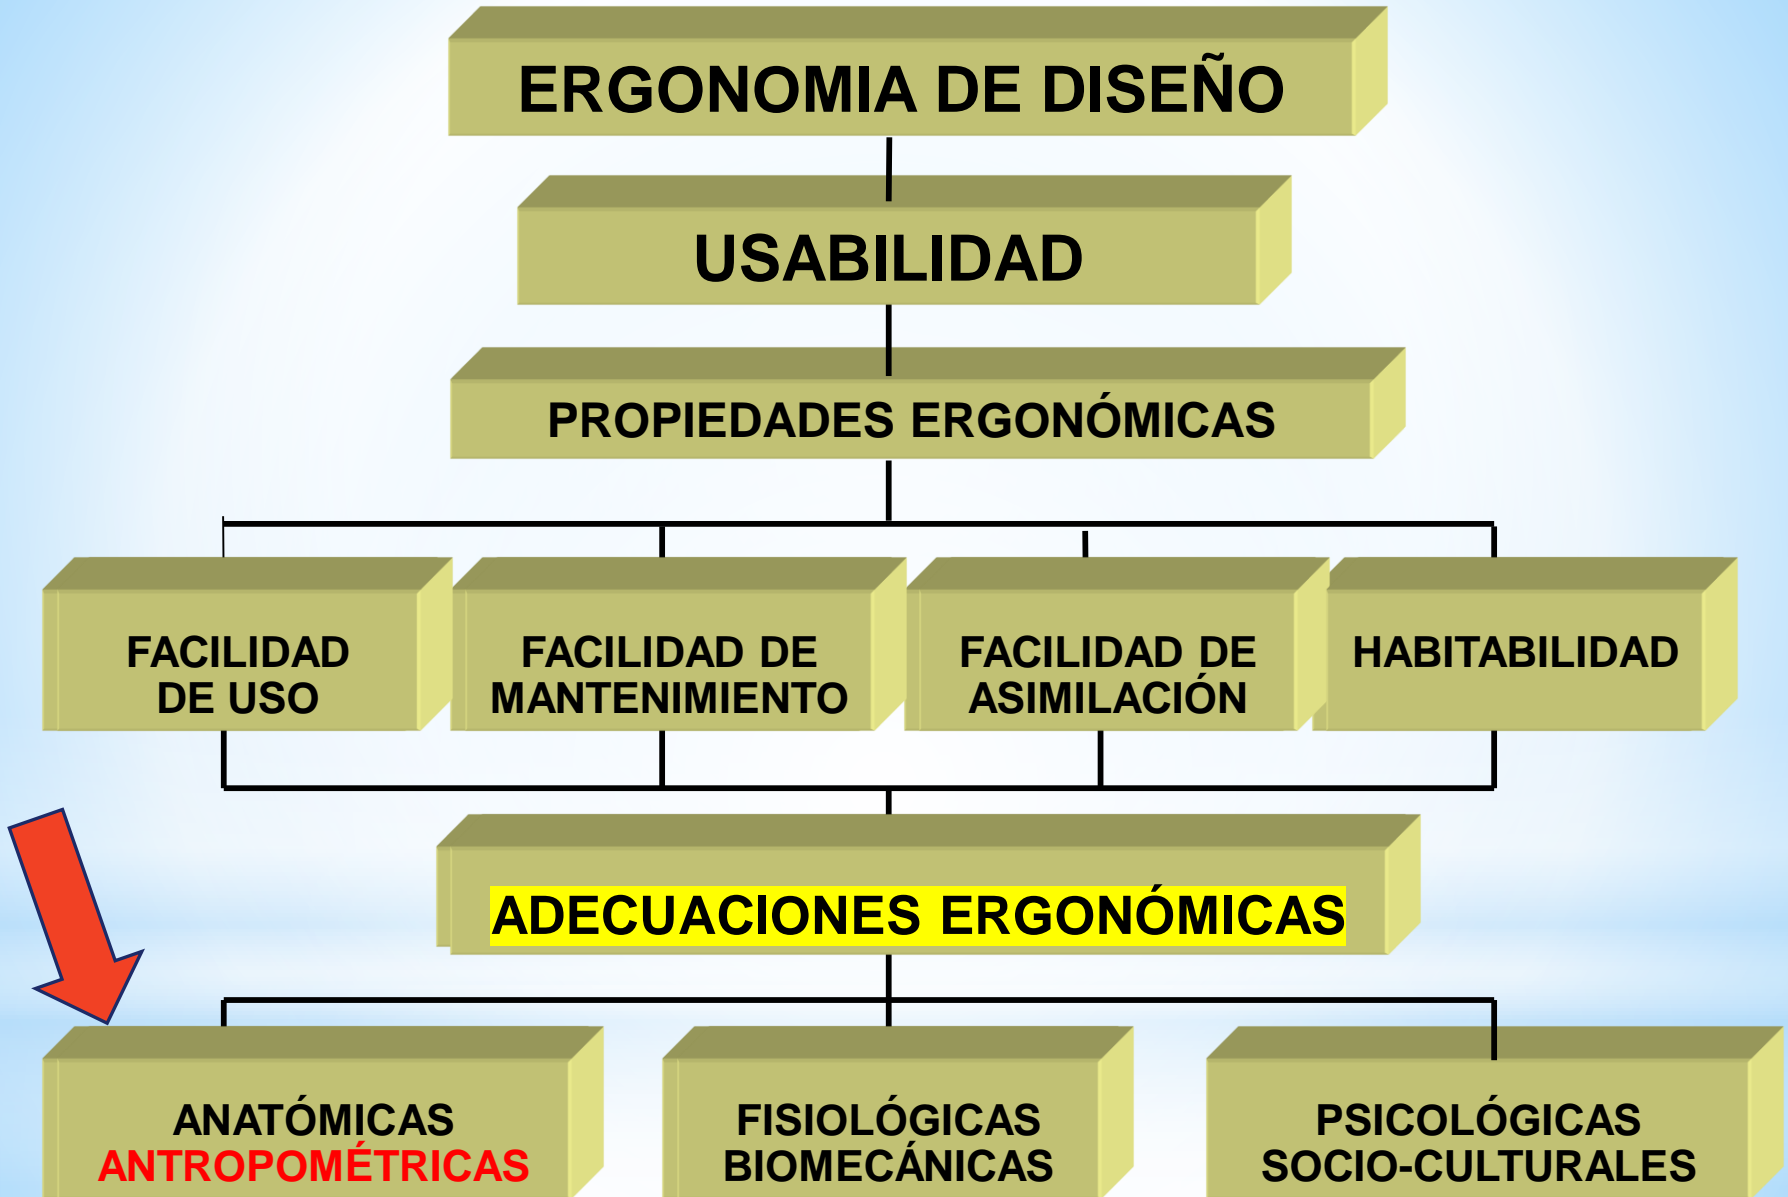 ERGONOMIA DE DISEÑO
USABILIDAD
PROPIEDADES ERGONÓMICAS
FACILIDAD
DE USO
FACILIDAD DE
MANTENIMIENTO
FACILIDAD DE
ASIMILACIÓN
HABITABILIDAD
ADECUACIONES ERGONÓMICAS
ANATÓMICAS
ANTROPOMÉTRICAS
FISIOLÓGICAS
BIOMECÁNICAS
PSICOLÓGICAS
SOCIO-CULTURALES